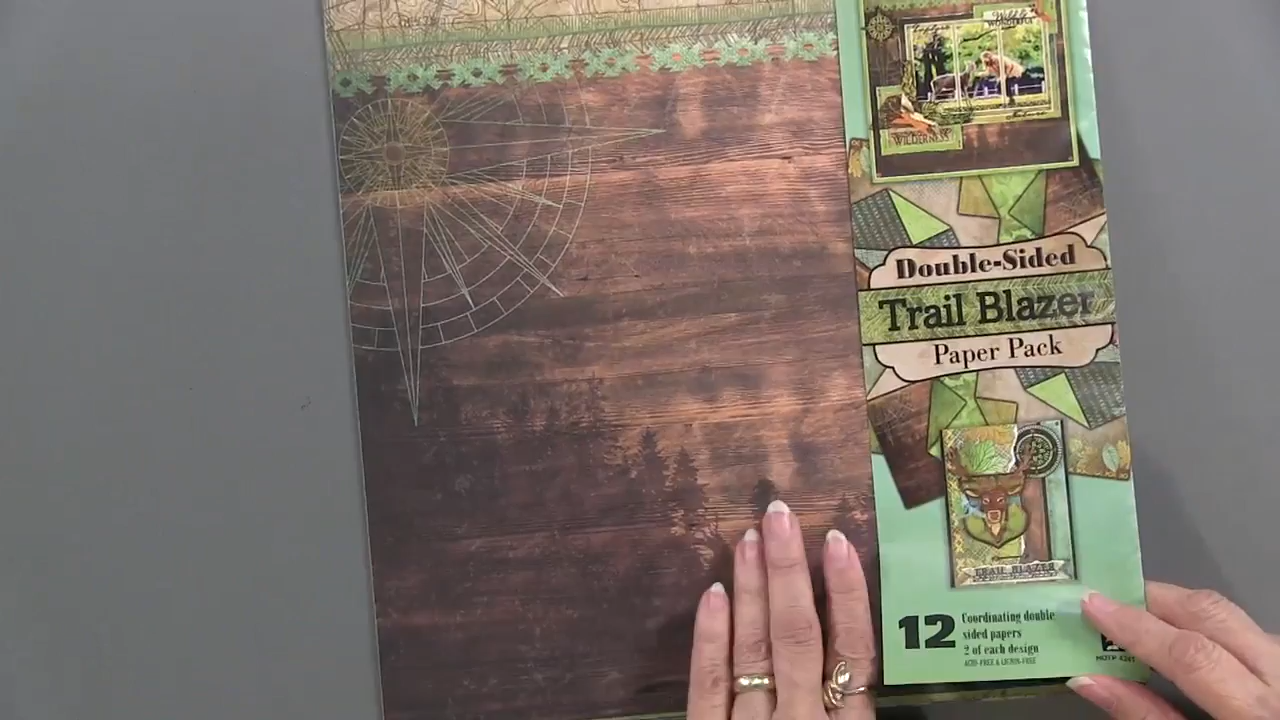 WONDERFUL
WILDERNESS
Double-Sided
Trail Blazer
Paper Pack
TRAIL BLAZER
12
Coordinating double
sided papers
2 of each design
ACID-FREE & LIGNIN-FREE